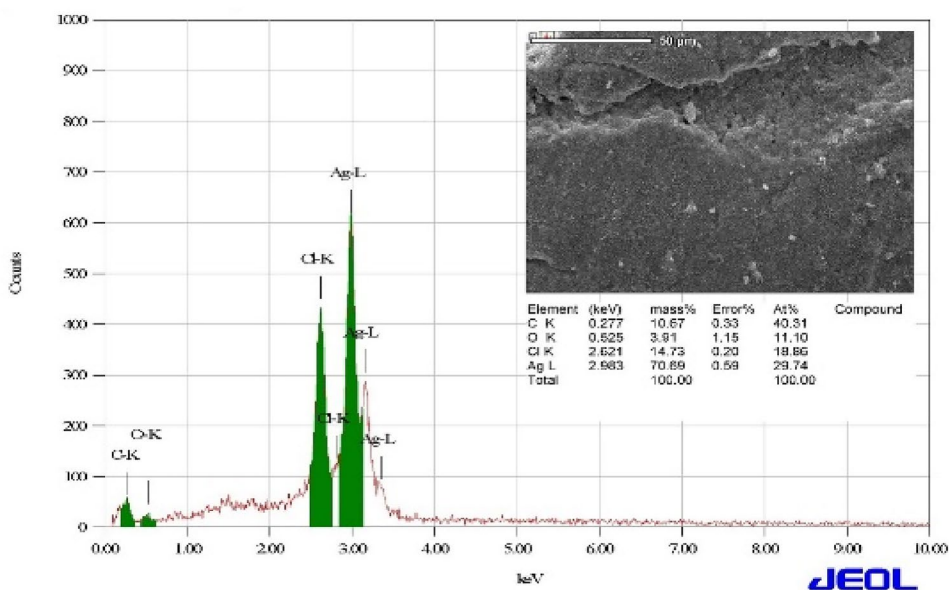 1000
900
800
700
600
500
400
300
200
100
0
Counts
0.00 1.00 2.00 3.00 4.00 5.00 6.00 7.00 8.00 9.00 10.00
keV
C-K
O-K
Cl-K
Cl-K
Ag-L
Ag-L
Ag-L
50 µm
Element (keV) mass% Error% At% Compound
C K 0.277 10.67 0.33 40.31
O K 0.525 3.91 1.15 11.10
Cl K 2.621 14.73 0.20 18.86
Ag L 2.983 70.69 0.59 29.74
Total 100.00 100.00
JEOL